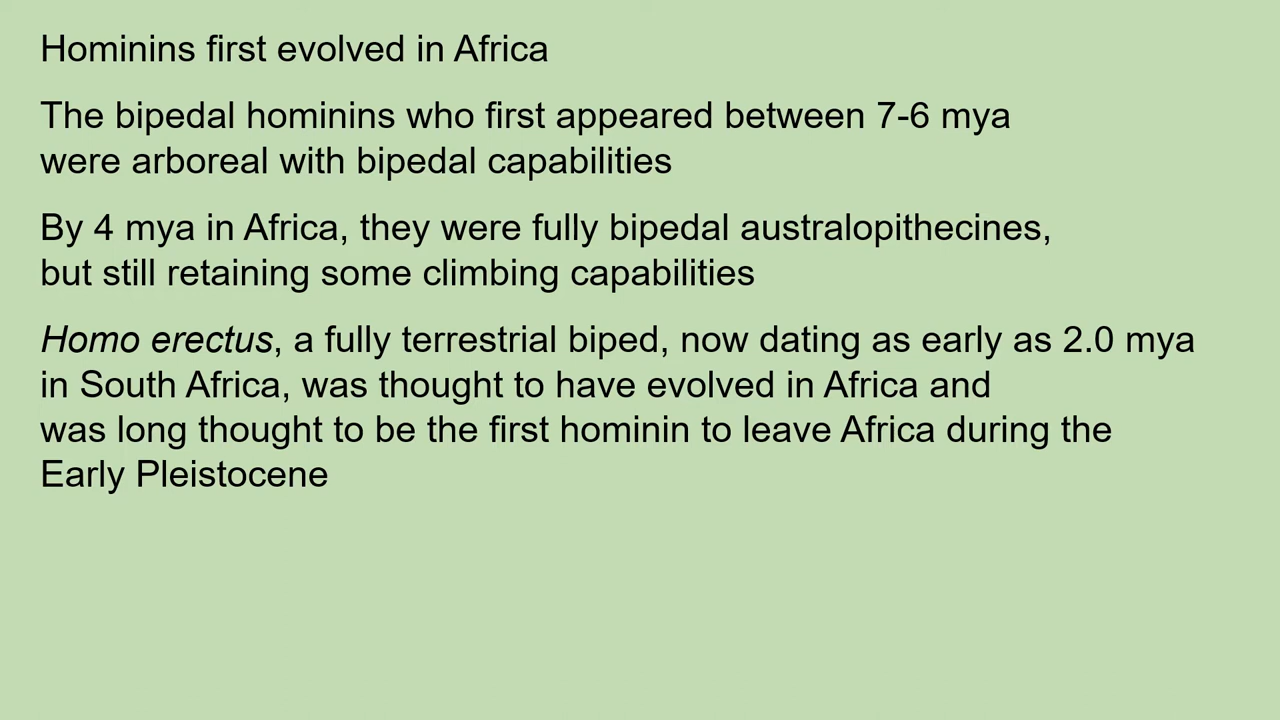 Hominins first evolved in Africa
The bipedal hominins who first appeared between 7-6 mya
were arboreal with bipedal capabilities
By 4 mya in Africa, they were fully bipedal australopithecines,
but still retaining some climbing capabilities
Homo erectus, a fully terrestrial biped, now dating as early as 2.0 mya
in South Africa, was thought to have evolved in Africa and
was long thought to be the first hominin to leave Africa during the
Early Pleistocene